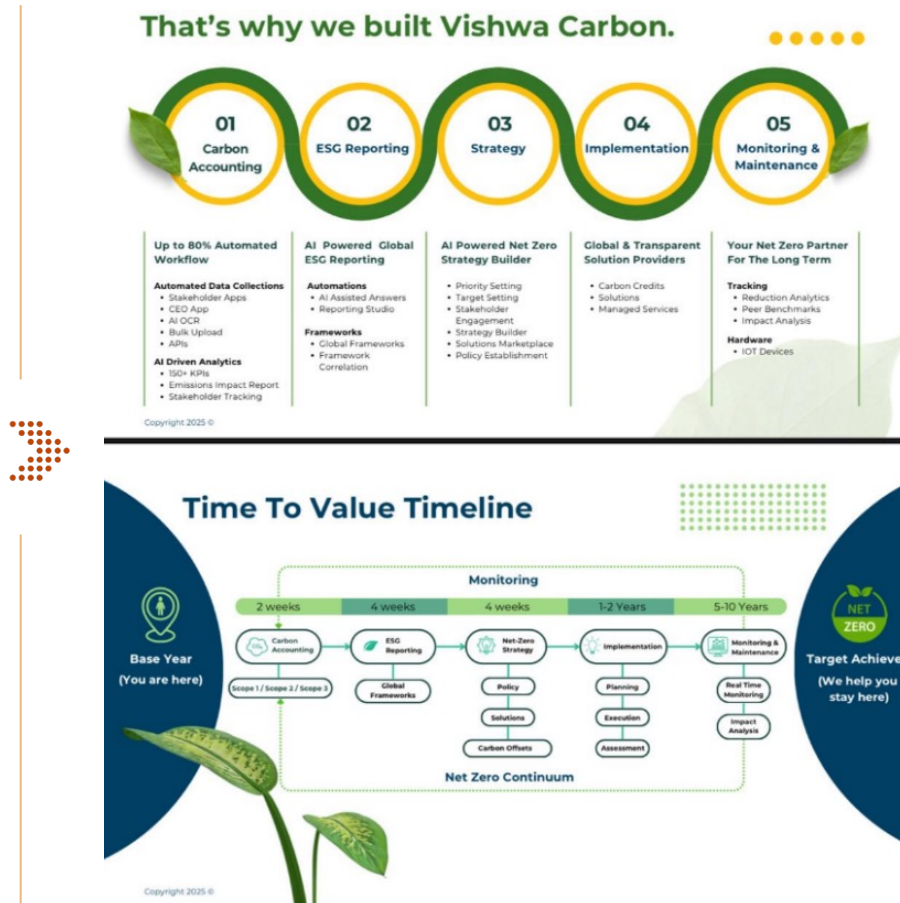 That's why we built Vishwa Carbon.
01
Carbon
Accounting
02
ESG Reporting
03
Strategy
04
Implementation
05
Monitoring &
Maintenance
Up to 80% Automated
Workflow
Automated Data Collections
• Stakeholder Apps
• CEO App
• AI OCR
• Bulk Upload
• APIs
AI Driven Analytics
• 150+ KPIs
• Emissions Impact Report
• Stakeholder Tracking
AI Powered Global
ESG Reporting
Automations
• AI Assisted Answers
• Reporting Studio
Frameworks
• Global Frameworks
• Framework
Correlation
AI Powered Net Zero
Strategy Builder
• Priority Setting
• Target Setting
• Stakeholder
Engagement
• Strategy Builder
• Solutions Marketplace
• Policy Establishment
Global & Transparent
Solution Providers
• Carbon Credits
• Solutions
• Managed Services
Your Net Zero Partner
For The Long Term
Tracking
• Reduction Analytics
• Peer Benchmarks
• Impact Analysis
Hardware
• IOT Devices
Copyright 2025 ©
Time To Value Timeline
Monitoring
2 weeks
4 weeks
4 weeks
1-2 Years
5-10 Years
Base Year
(You are here)
Carbon
Accounting
Scope 1 / Scope 2 / Scope 3
ESG
Reporting
Global
Frameworks
Net-Zero
Strategy
Policy
Solutions
Carbon Offsets
Implementation
Planning
Execution
Assessment
Monitoring &
Maintenance
Real Time
Monitoring
Impact
Analysis
NET
ZERO
Target Achieve
(We help you
stay here)
Net Zero Continuum
Copyright 2025 ©